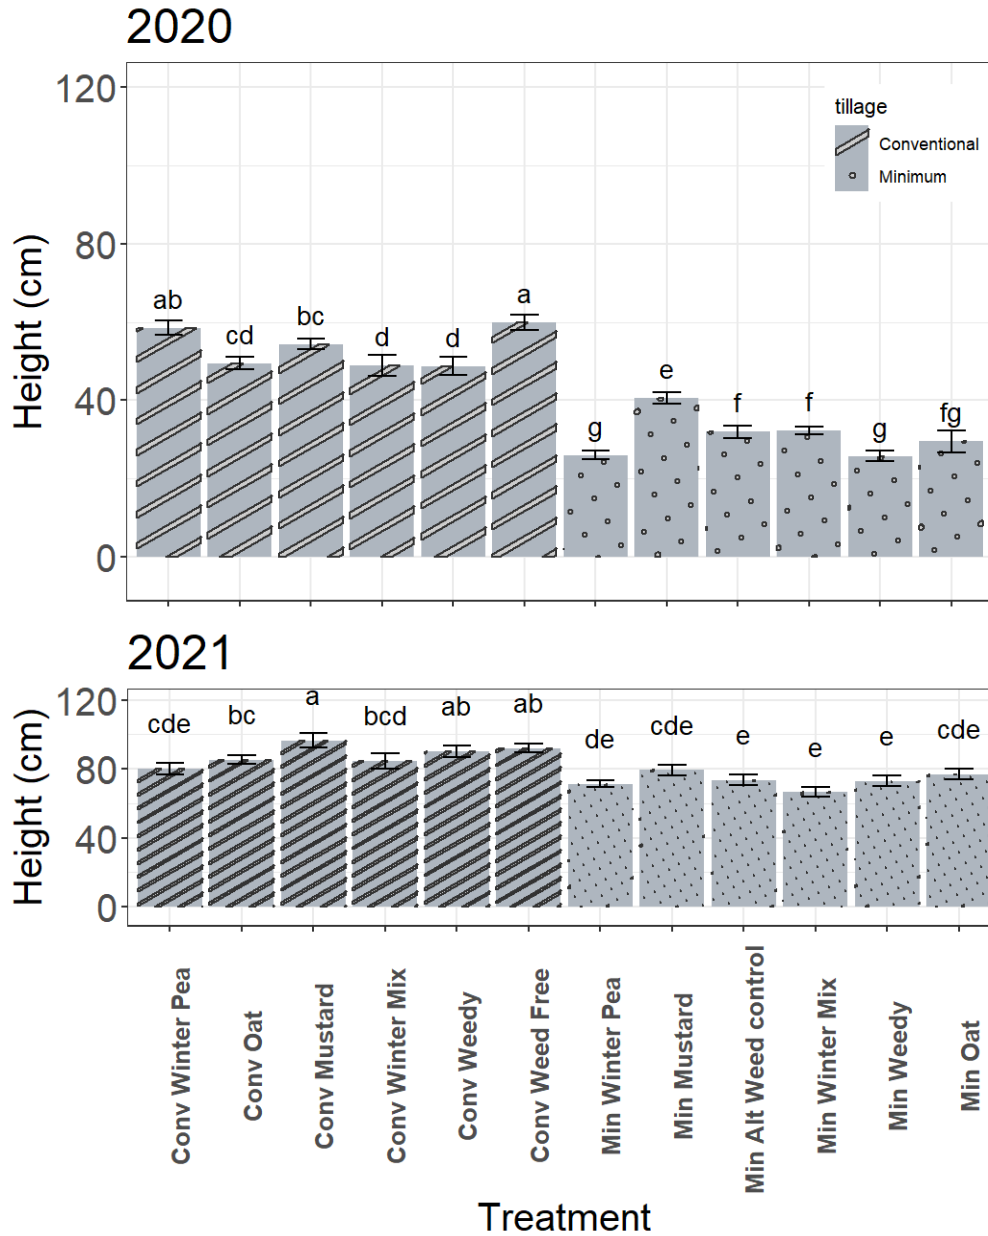 2020
120
80
40
0
Height (cm)
tillage
Conventional
Minimum
ab
cd
bc
d
d
a
g
e
f
f
g
fg
2021
120
80
40
0
Height (cm)
cde
bc
a
bcd
ab
ab
de
cde
e
e
e
cde
Conv Winter Pea
Conv Oat
Conv Mustard
Conv Winter Mix
Conv Weedy
Conv Weed Free
Min Winter Pea
Min Mustard
Min Alt Weed control
Min Winter Mix
Min Weedy
Min Oat
Treatment